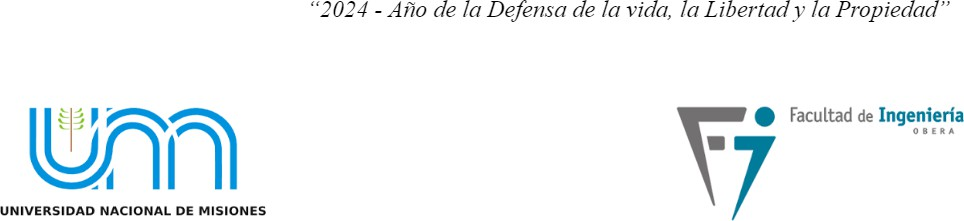 “2024 - Año de la Defensa de la vida, la Libertad y la Propiedad”
um
Facultad de Ingeniería
OBERA
UNIVERSIDAD NACIONAL DE MISIONES